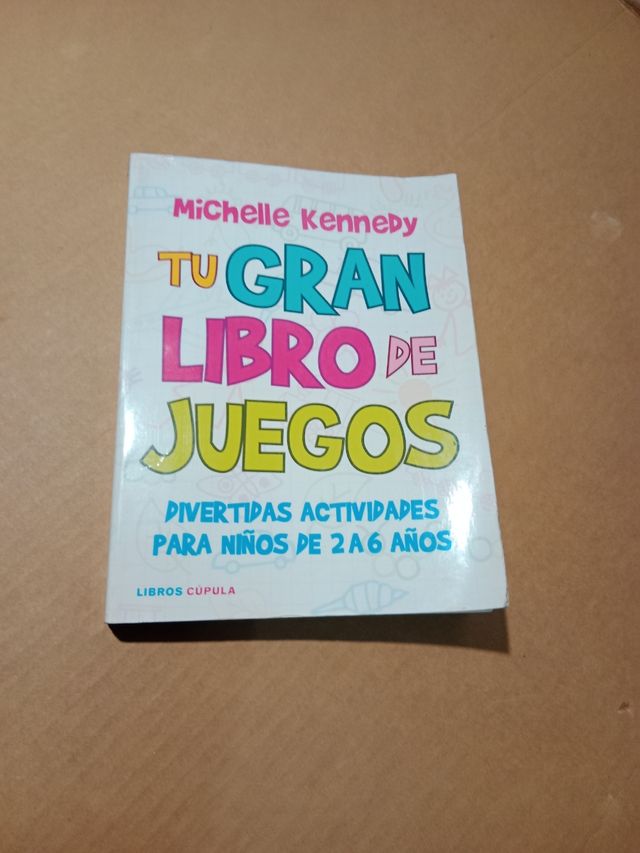 Michelle Kennedy
TU GRAN
LIBRO DE
JUEGOS
DIVERTIDAS ACTIVIDADES
PARA NIÑOS DE 2 A 6 AÑOS
LIBROS CÚPULA